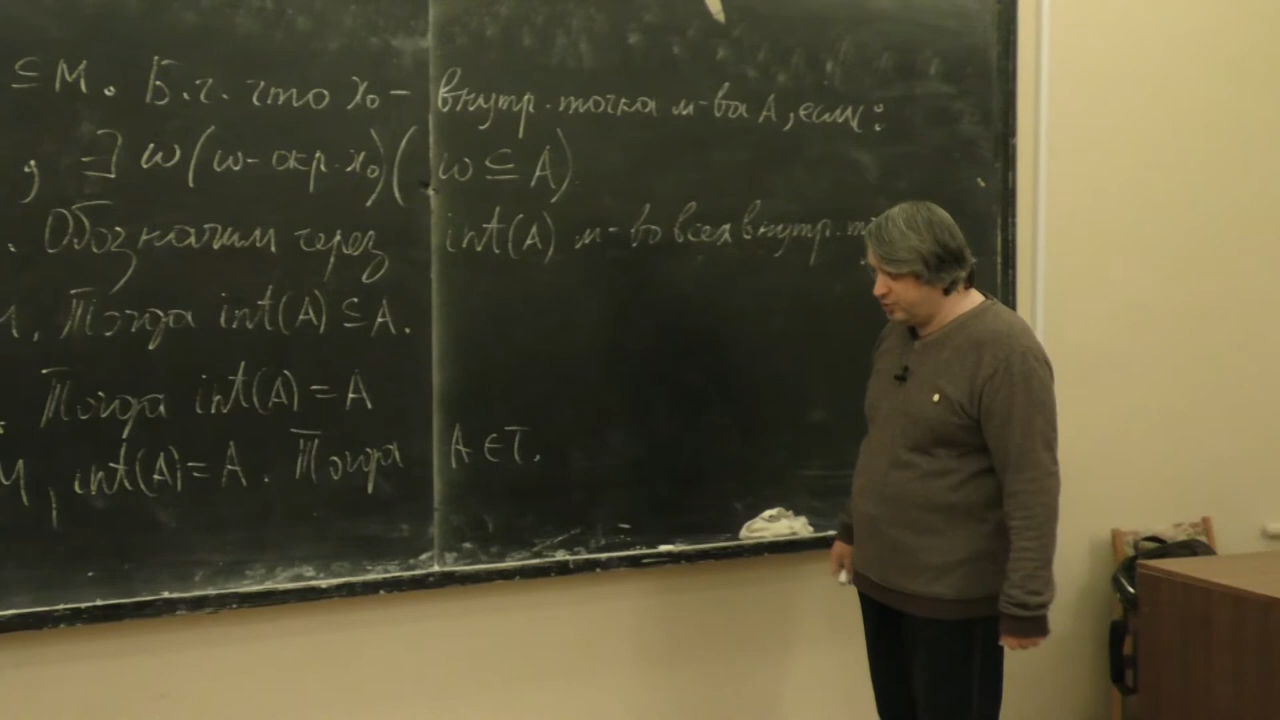 ⊆ M. Б.г. что x₀ – внутр. точка м-ва A, если:
, ∃ ω (ω – окр. x₀) (ω ⊆ A)
. Обозначим через int(A) м-во всех внутр. т
. Тогда int(A) ⊆ A.
. Тогда int(A) = A
, int(A) = A. Тогда A ∈ T.